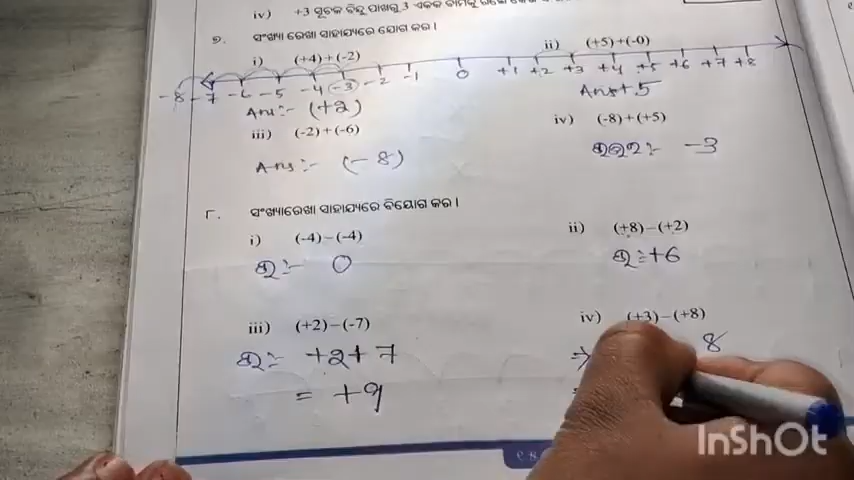 iv) +3 ସୂଚକ ବିନ୍ଦୁ ପାଖରୁ 3 ଏକକ
୭. ସଂଖ୍ୟା ରେଖା ସାହାଯ୍ୟରେ ଯୋଗ କର ।
i) (+4)+(-2) ii) (+5)+(-0)
-8 -7 -6 -5 -4 -3 -2 -1 0 +1 +2 +3 +4 +5 +6 +7 +8
Ans:- (+2) Ans+5
iii) (-2)+(-6) iv) (-8)+(+5)
Ans:- (-8) -3
୮. ସଂଖ୍ୟାରେଖା ସାହାଯ୍ୟରେ ବିୟୋଗ କର ।
i) (-4)-(-4) ii) (+8)-(+2)
ଉ:- 0 ଉ:- +6
iii) (+2)-(-7) iv) (+3)-(+8)
ଉ:- +2+7 ⇒ 8
= +9 =
InShOt